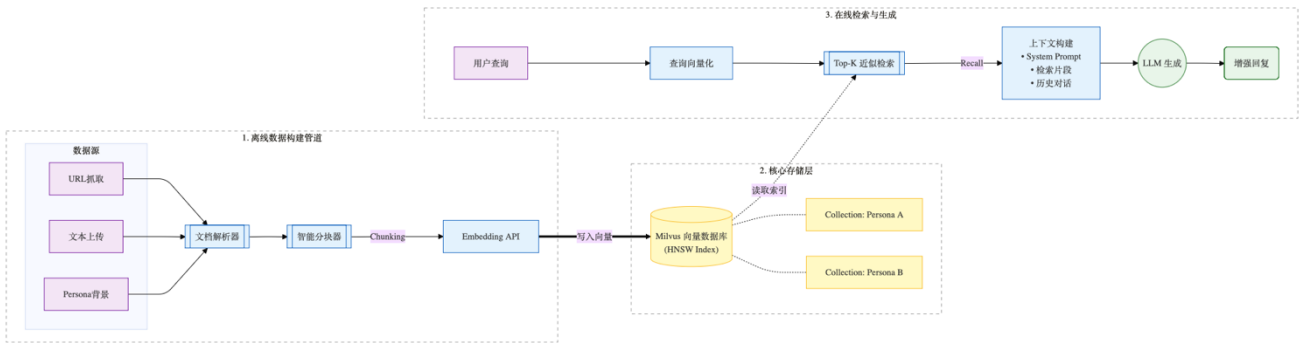 3. 在线检索与生成
用户查询
查询向量化
Top-K 近似检索
Recall
上下文构建
• System Prompt
• 检索片段
• 历史对话
LLM 生成
增强回复
1. 离线数据构建管道
数据源
URL抓取
文本上传
Persona背景
文档解析器
智能分块器
Chunking
Embedding API
写入向量
2. 核心存储层
读取索引
Milvus 向量数据库
(HNSW Index)
Collection: Persona A
Collection: Persona B